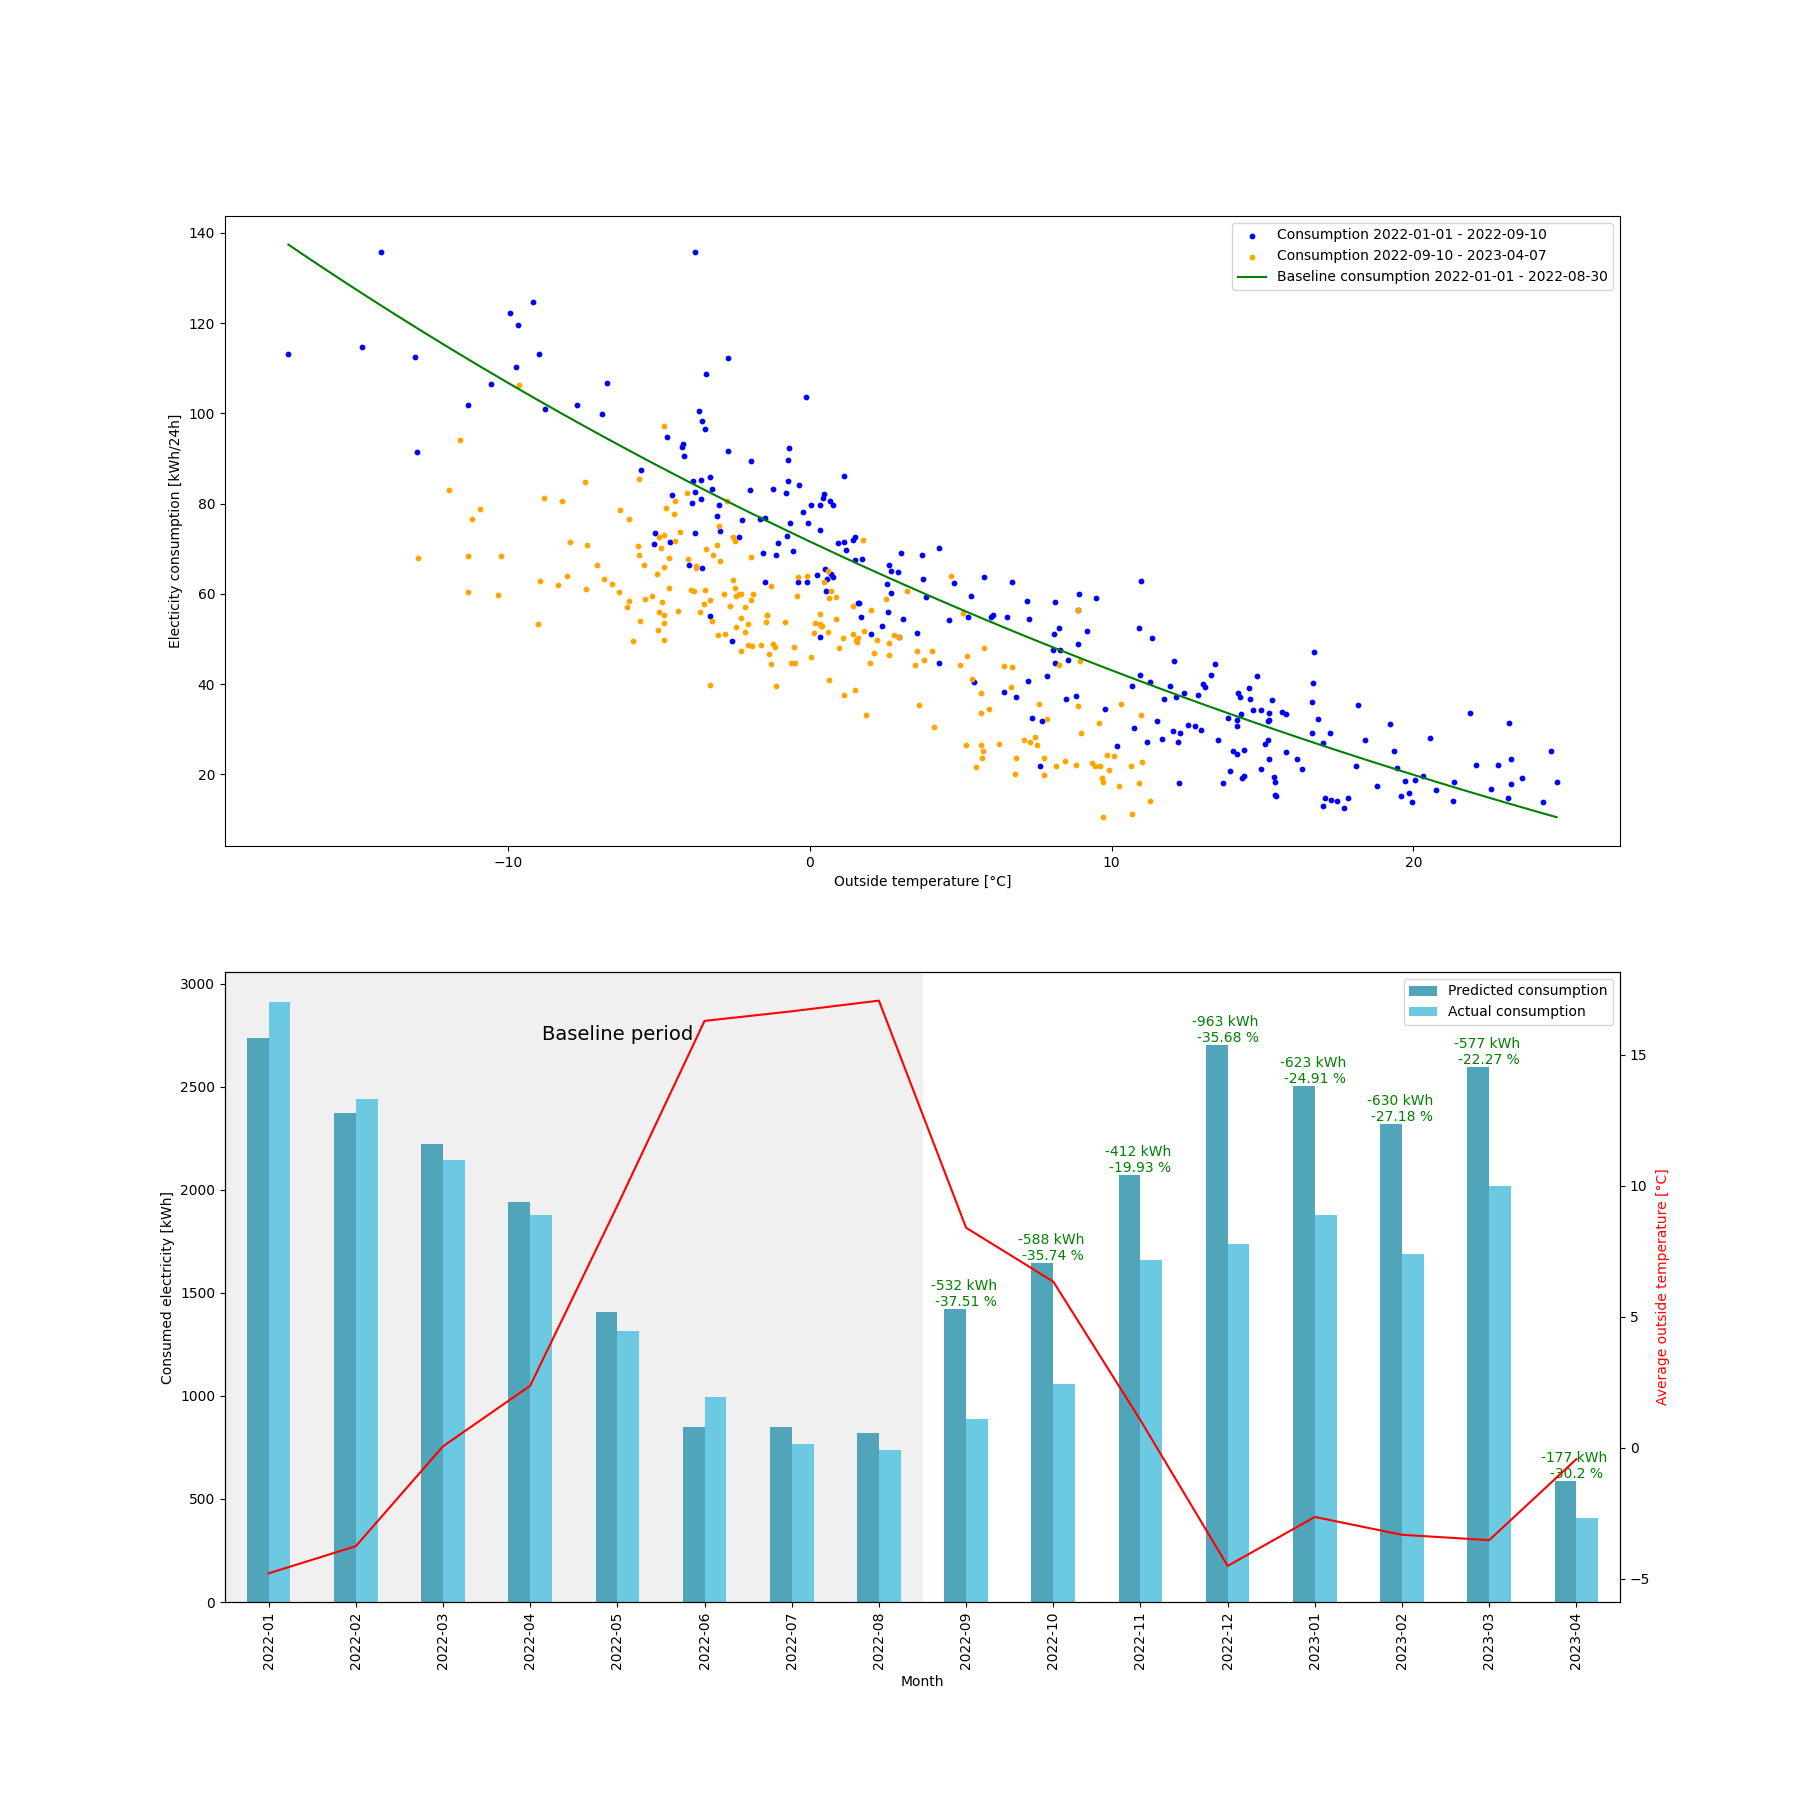 140
120
100
80
60
40
20
Electicity consumption [kWh/24h]
Consumption 2022-01-01 - 2022-09-10
Consumption 2022-09-10 - 2023-04-07
Baseline consumption 2022-01-01 - 2022-08-30
−10
0
10
20
Outside temperature [°C]
3000
2500
2000
1500
1000
500
0
Consumed electricity [kWh]
Baseline period
Predicted consumption
Actual consumption
-532 kWh
-37.51 %
-588 kWh
-35.74 %
-412 kWh
-19.93 %
-963 kWh
-35.68 %
-623 kWh
-24.91 %
-630 kWh
-27.18 %
-577 kWh
-22.27 %
-177 kWh
-30.2 %
15
10
5
0
−5
Average outside temperature [°C]
2022-01
2022-02
2022-03
2022-04
2022-05
2022-06
2022-07
2022-08
2022-09
2022-10
2022-11
2022-12
2023-01
2023-02
2023-03
2023-04
Month